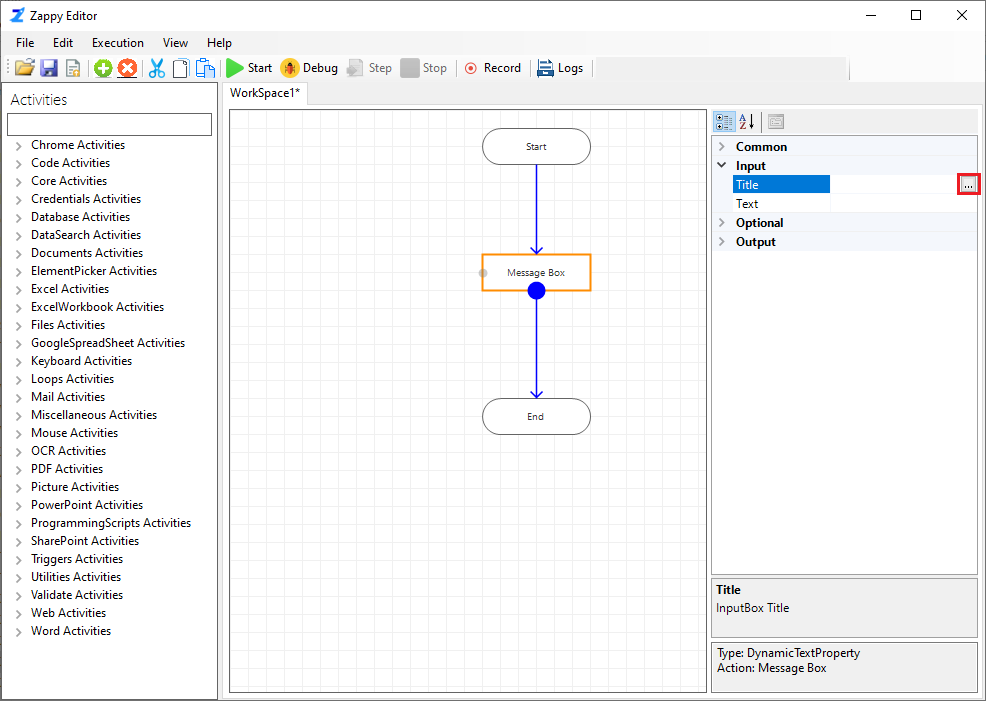 Zappy Editor
File Edit Execution View Help
Start Debug Step Stop Record Logs
Activities
Chrome Activities
Code Activities
Core Activities
Credentials Activities
Database Activities
DataSearch Activities
Documents Activities
ElementPicker Activities
Excel Activities
ExcelWorkbook Activities
Files Activities
GoogleSpreadSheet Activities
Keyboard Activities
Loops Activities
Mail Activities
Miscellaneous Activities
Mouse Activities
OCR Activities
PDF Activities
Picture Activities
PowerPoint Activities
ProgrammingScripts Activities
SharePoint Activities
Triggers Activities
Utilities Activities
Validate Activities
Web Activities
Word Activities
WorkSpace1*
Start
Message Box
End
Common
Input
Title ...
Text
Optional
Output
Title
InputBox Title
Type: DynamicTextProperty
Action: Message Box